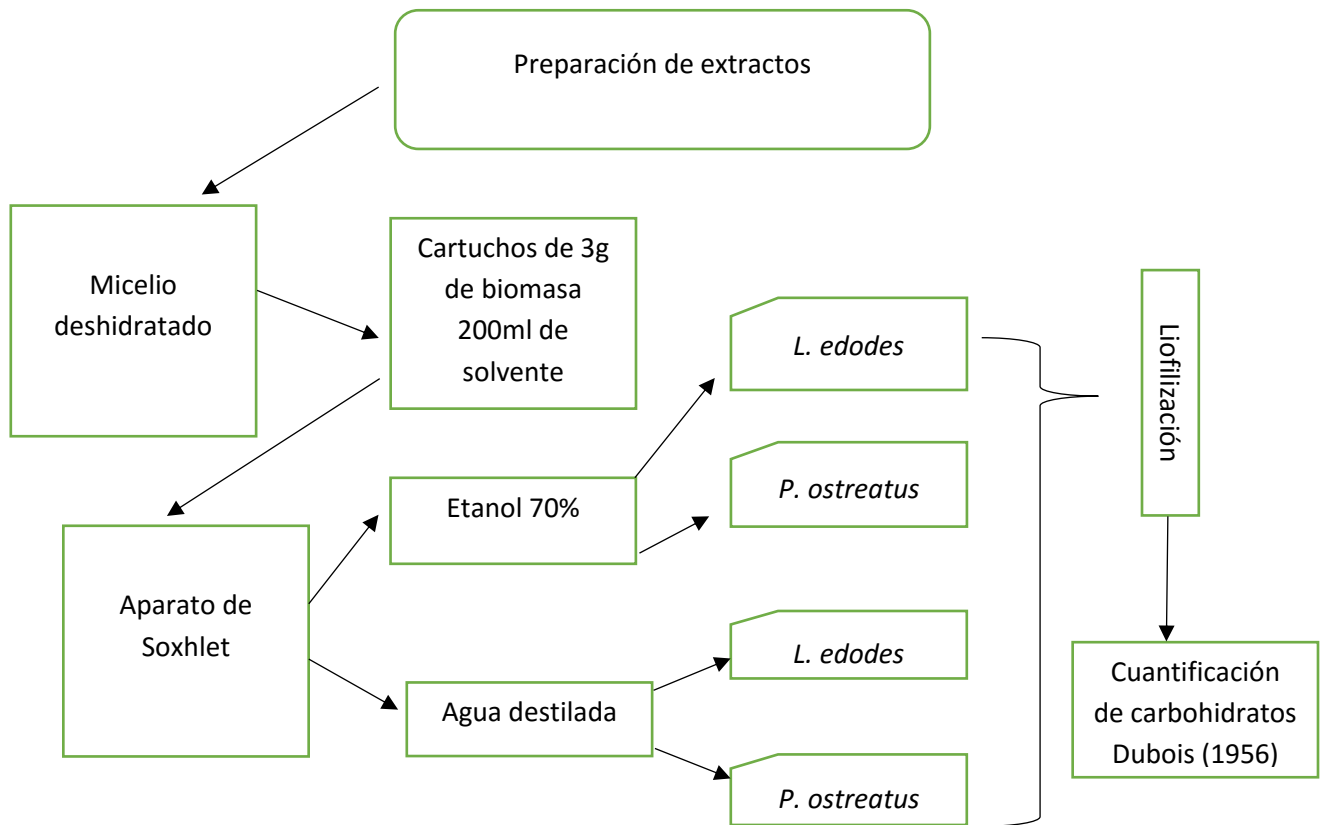 Preparación de extractos
Micelio
deshidratado
Cartuchos de 3g
de biomasa
200ml de
solvente
Aparato de
Soxhlet
Etanol 70%
Agua destilada
L. edodes
P. ostreatus
L. edodes
P. ostreatus
Liofilización
Cuantificación
de carbohidratos
Dubois (1956)